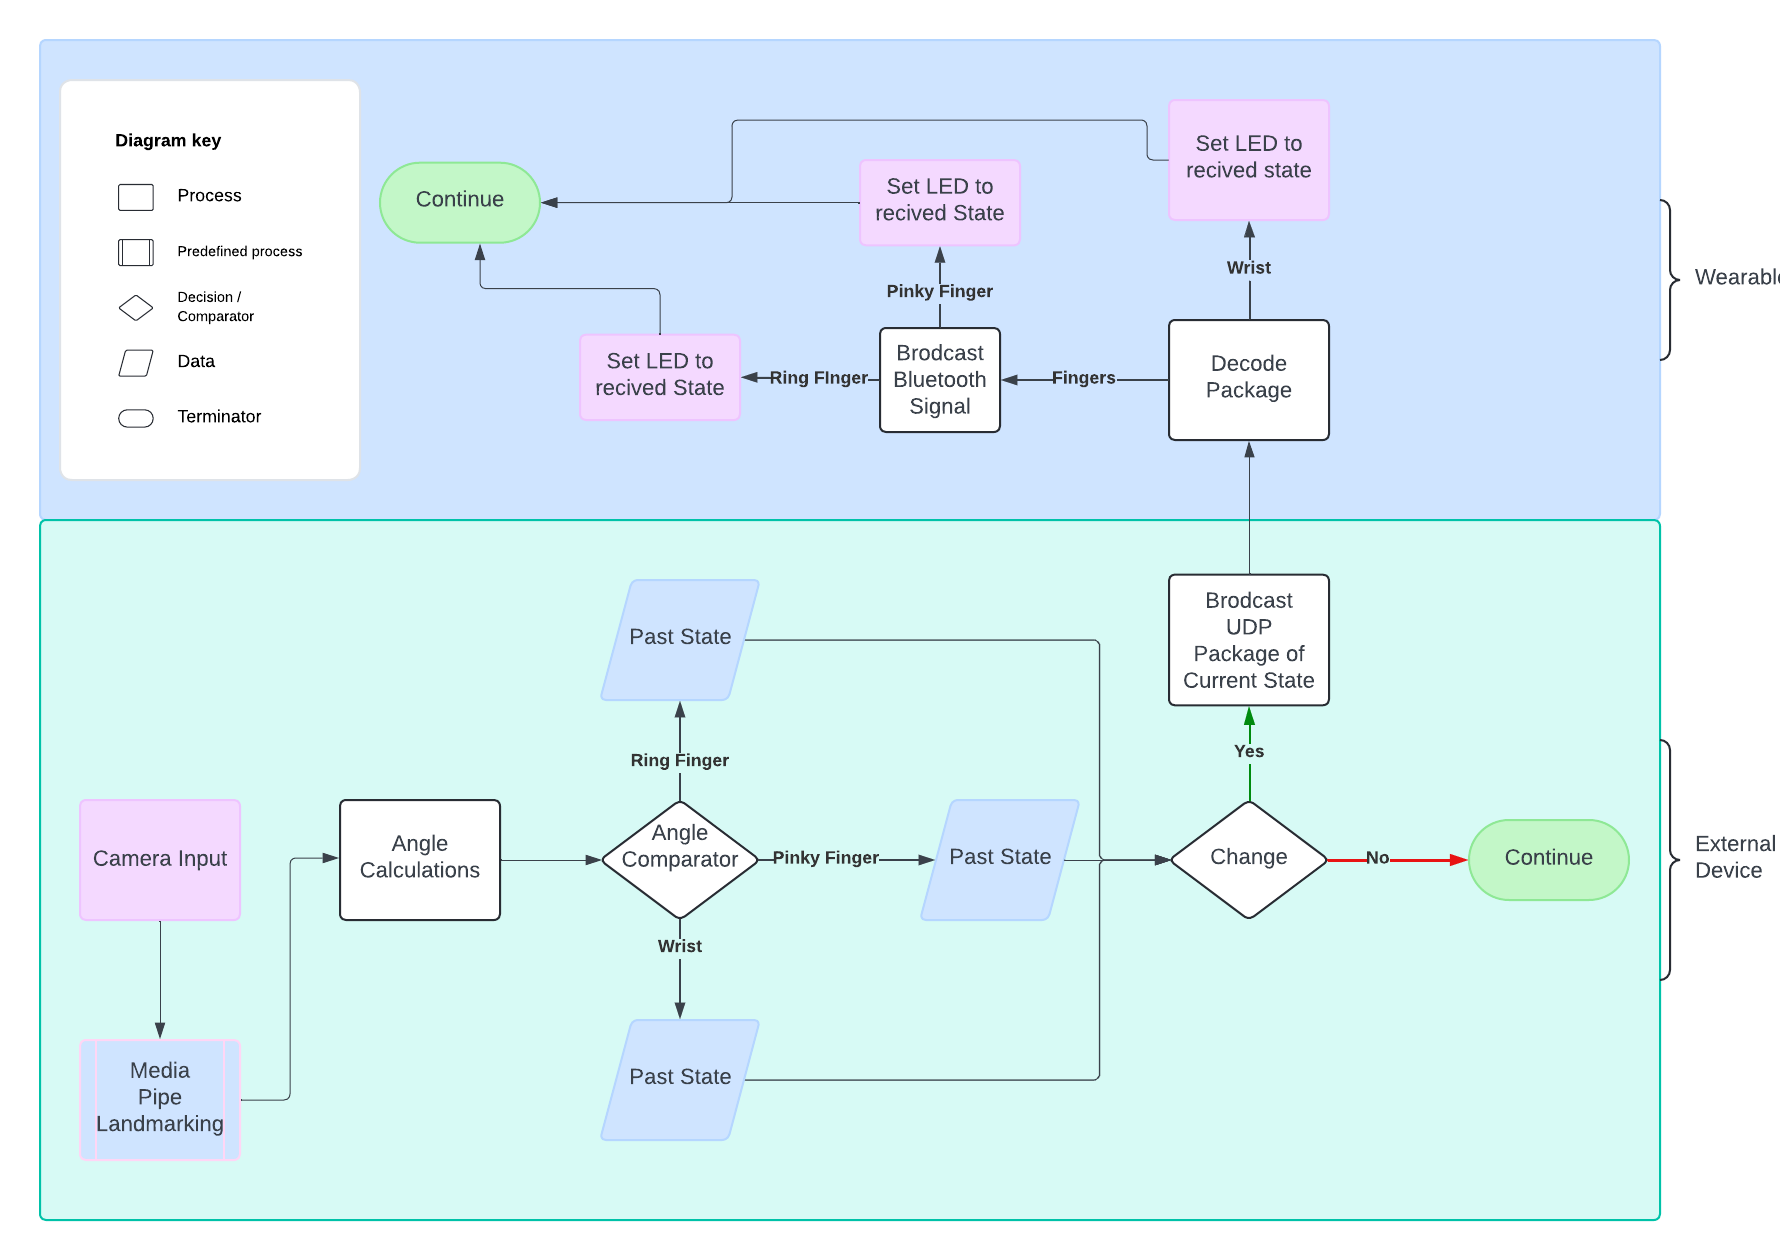 Diagram key
Process
Predefined process
Decision /
Comparator
Data
Terminator
Continue
Set LED to
recived State
Set LED to
recived state
Pinky Finger
Wrist
Set LED to
recived State
Ring FInger
Brodcast
Bluetooth
Signal
Fingers
Decode
Package
Wearable
Past State
Brodcast
UDP
Package of
Current State
Ring Finger
Yes
Camera Input
Angle
Calculations
Angle
Comparator
Pinky Finger
Past State
Change
No
Continue
External
Device
Wrist
Media
Pipe
Landmarking
Past State